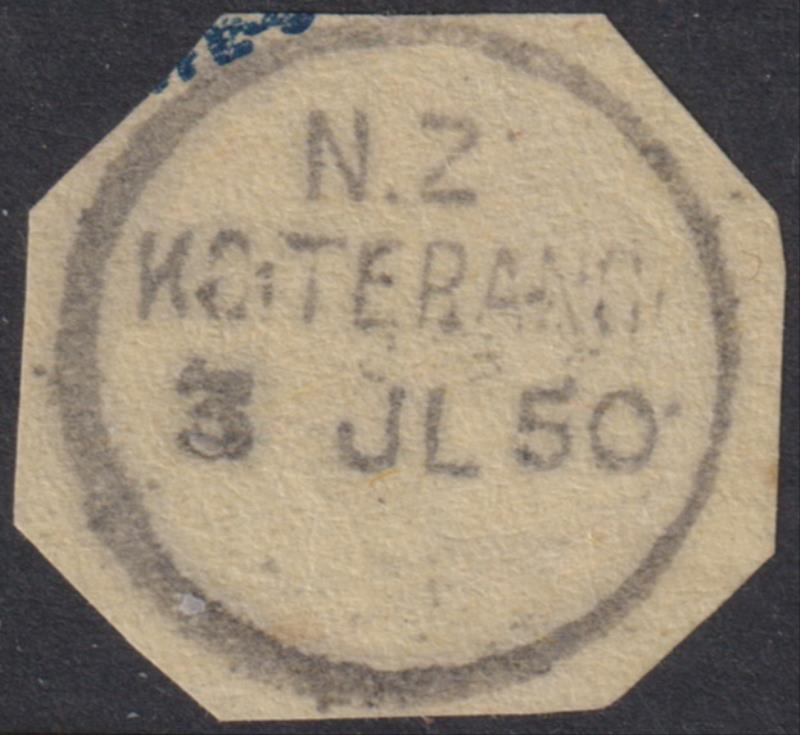 N.Z
KOITERANGI
3 JL 50